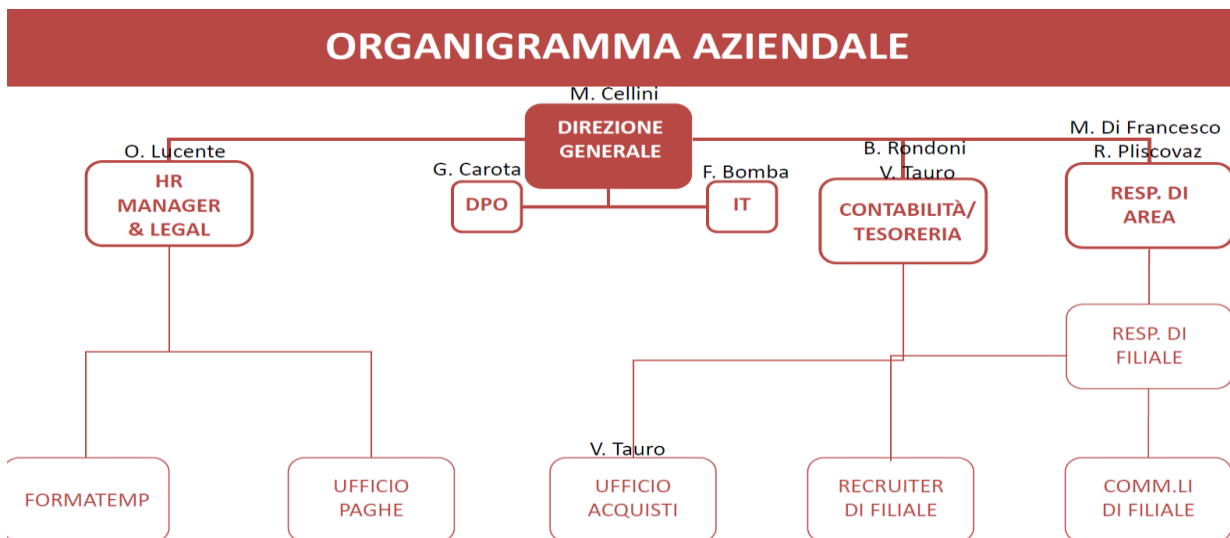 ORGANIGRAMMA AZIENDALE
M. Cellini
DIREZIONE
GENERALE
O. Lucente
HR
MANAGER
& LEGAL
G. Carota
DPO
F. Bomba
IT
B. Rondoni
V. Tauro
CONTABILITÀ/
TESORERIA
M. Di Francesco
R. Pliscovaz
RESP. DI
AREA
RESP. DI
FILIALE
FORMATEMP
UFFICIO
PAGHE
V. Tauro
UFFICIO
ACQUISTI
RECRUITER
DI FILIALE
COMM.LI
DI FILIALE